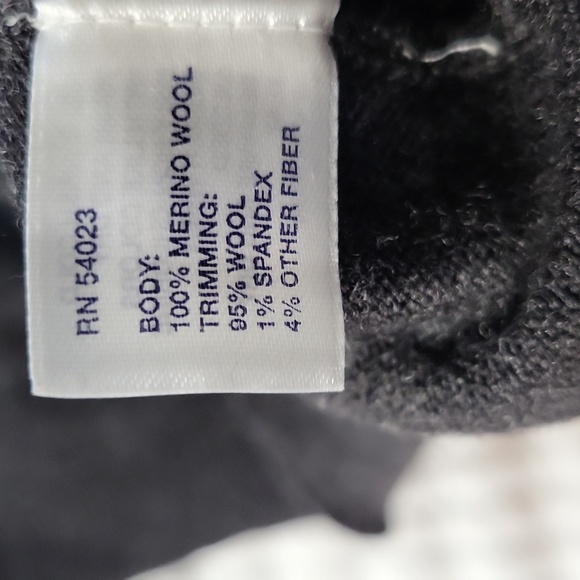 RN 54023
BODY:
100% MERINO WOOL
TRIMMING:
95% WOOL
1% SPANDEX
4% OTHER FIBER